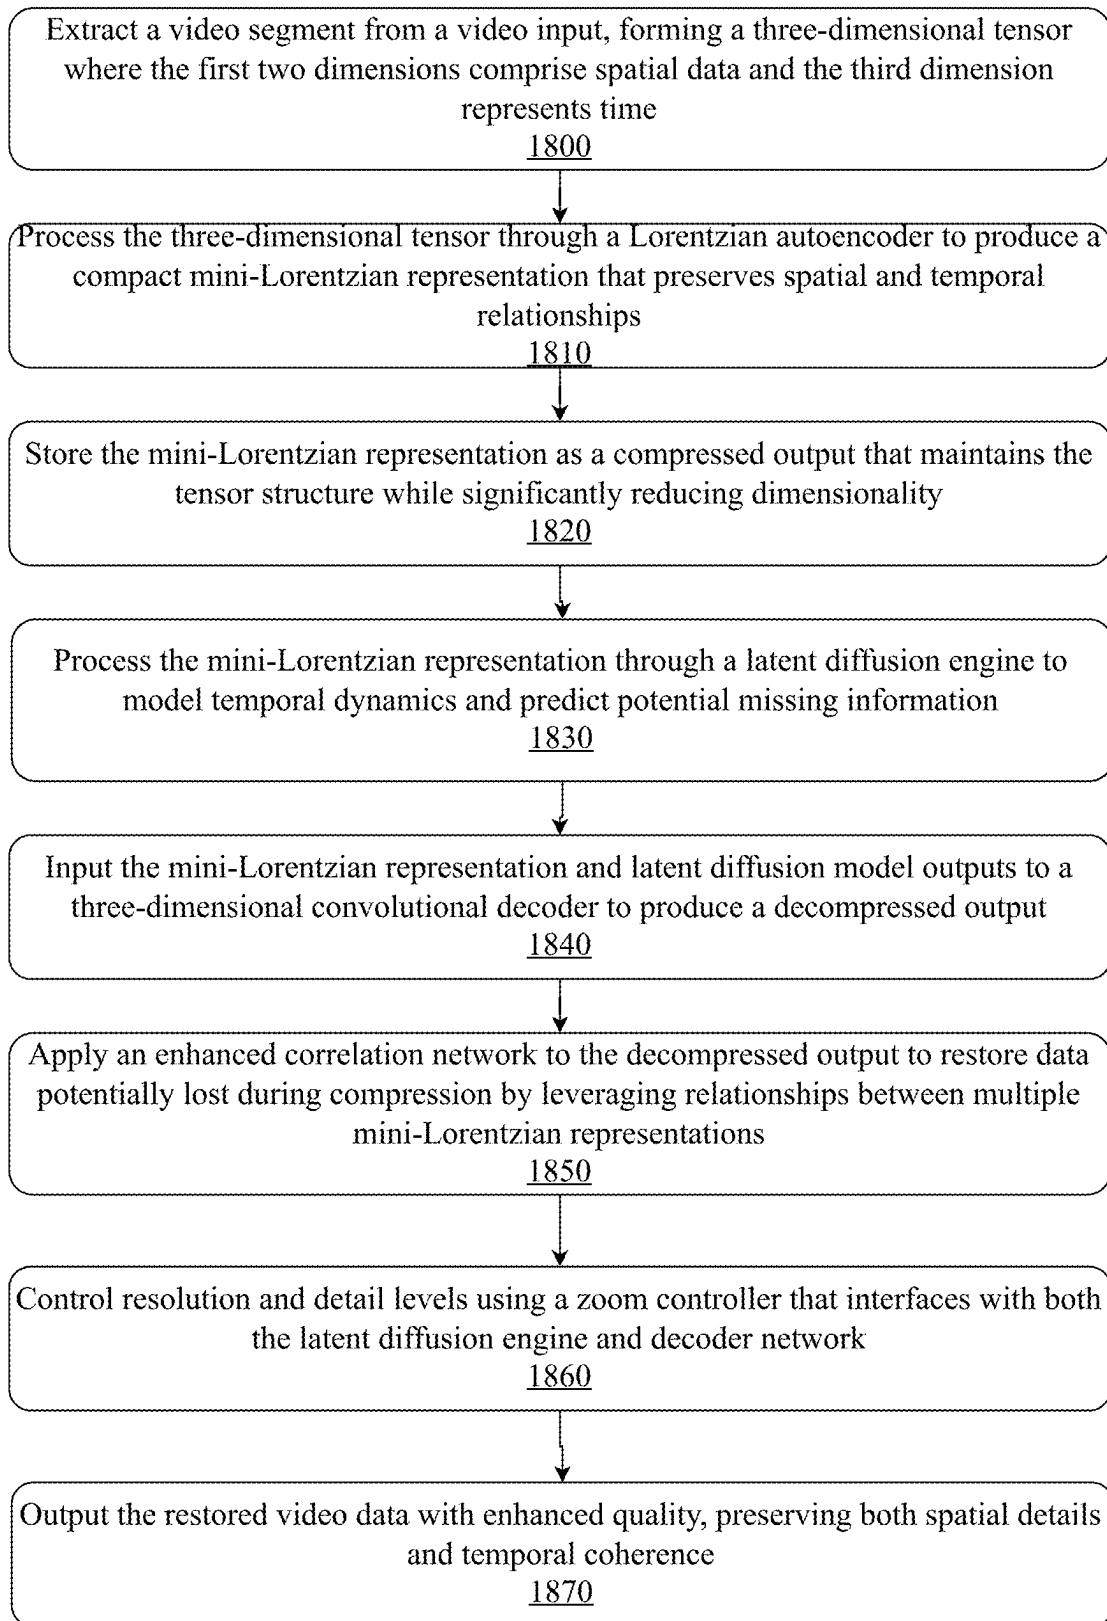 Extract a video segment from a video input, forming a three-dimensional tensor
where the first two dimensions comprise spatial data and the third dimension
represents time
1800
Process the three-dimensional tensor through a Lorentzian autoencoder to produce a
compact mini-Lorentzian representation that preserves spatial and temporal
relationships
1810
Store the mini-Lorentzian representation as a compressed output that maintains the
tensor structure while significantly reducing dimensionality
1820
Process the mini-Lorentzian representation through a latent diffusion engine to
model temporal dynamics and predict potential missing information
1830
Input the mini-Lorentzian representation and latent diffusion model outputs to a
three-dimensional convolutional decoder to produce a decompressed output
1840
Apply an enhanced correlation network to the decompressed output to restore data
potentially lost during compression by leveraging relationships between multiple
mini-Lorentzian representations
1850
Control resolution and detail levels using a zoom controller that interfaces with both
the latent diffusion engine and decoder network
1860
Output the restored video data with enhanced quality, preserving both spatial details
and temporal coherence
1870